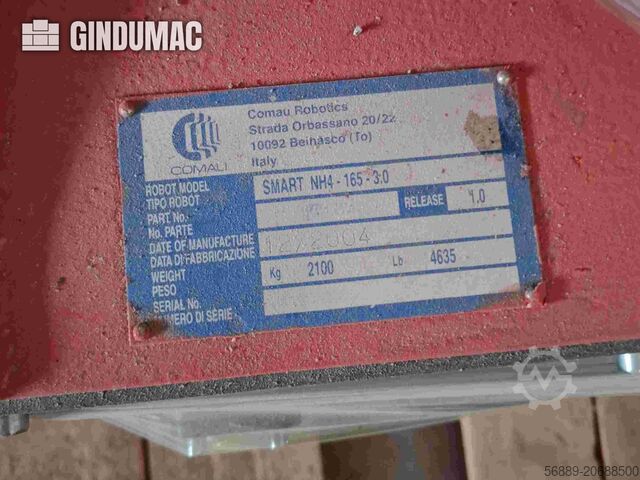 GINDUMAC
Comau Robotics
Strada Orbassano 20/22
10092 Beinasco (To)
Italy
COMAU
ROBOT MODEL
TIPO ROBOT
SMART NH4 - 165 - 3.0
PART No.
No. PARTE
RELEASE
1.0
DATE OF MANUFACTURE
DATA DI FABBRICAZIONE
12/2004
WEIGHT
PESO
Kg 2100 Lb 4635
SERIAL No.
NUMERO DI SERIE
56889-20688500